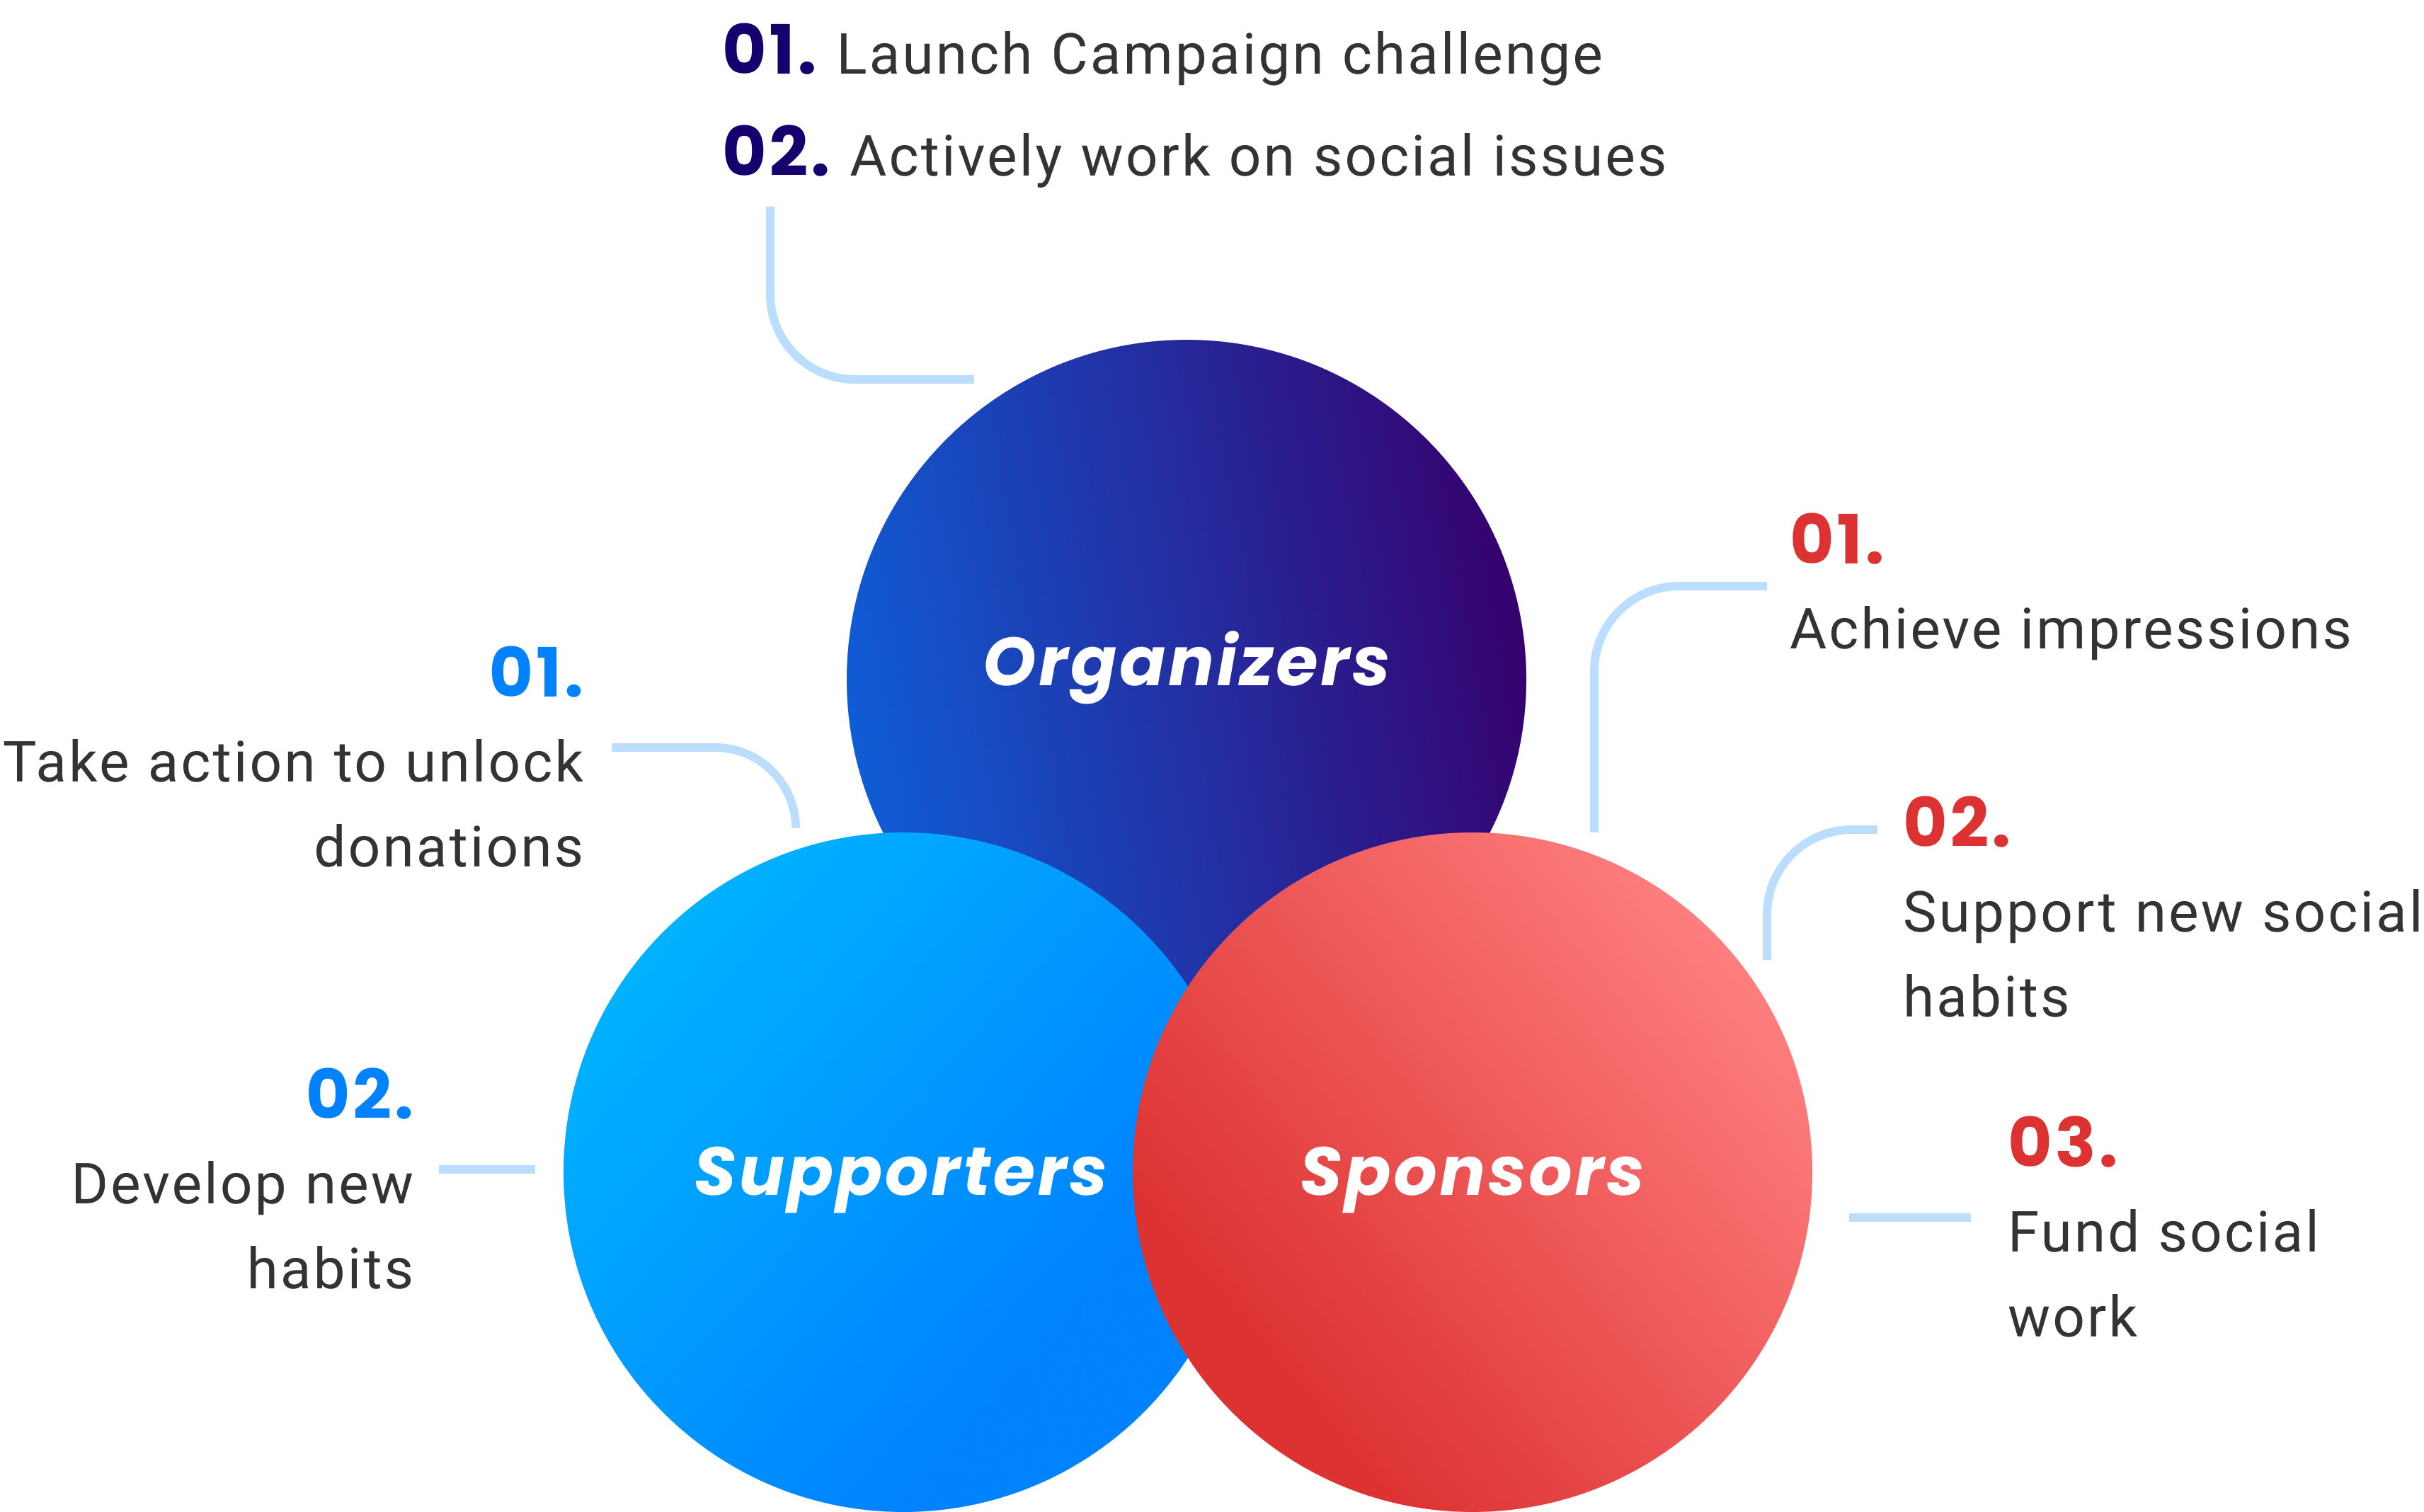 01. Launch Campaign challenge
02. Actively work on social issues
Organizers
01.
Take action to unlock
donations
02.
Develop new
habits
Supporters
Sponsors
01.
Achieve impressions
02.
Support new social
habits
03.
Fund social
work